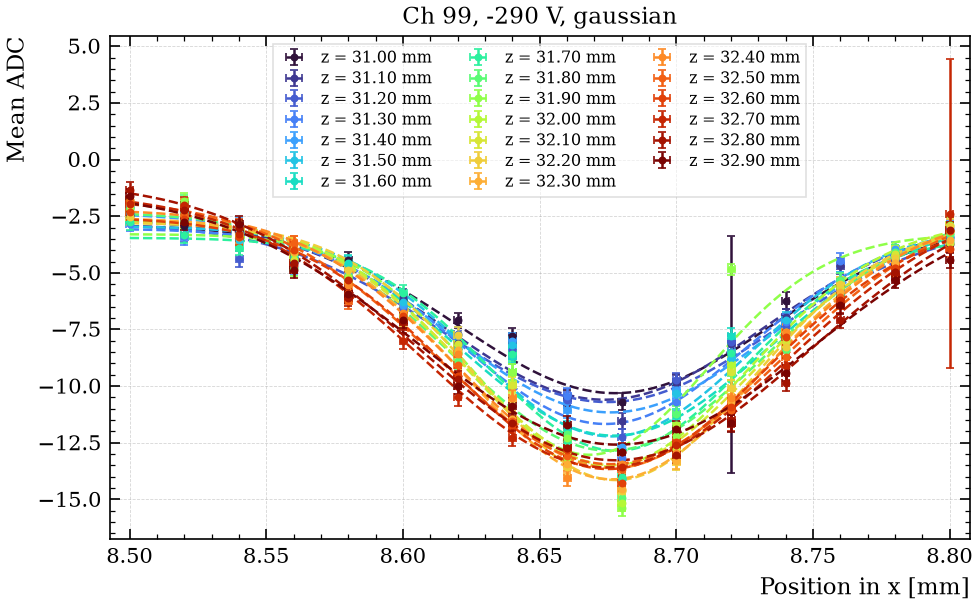 Ch 99, -290 V, gaussian
Mean ADC
5.0
2.5
0.0
−2.5
−5.0
−7.5
−10.0
−12.5
−15.0
z = 31.00 mm
z = 31.10 mm
z = 31.20 mm
z = 31.30 mm
z = 31.40 mm
z = 31.50 mm
z = 31.60 mm
z = 31.70 mm
z = 31.80 mm
z = 31.90 mm
z = 32.00 mm
z = 32.10 mm
z = 32.20 mm
z = 32.30 mm
z = 32.40 mm
z = 32.50 mm
z = 32.60 mm
z = 32.70 mm
z = 32.80 mm
z = 32.90 mm
8.50 8.55 8.60 8.65 8.70 8.75 8.80
Position in x [mm]